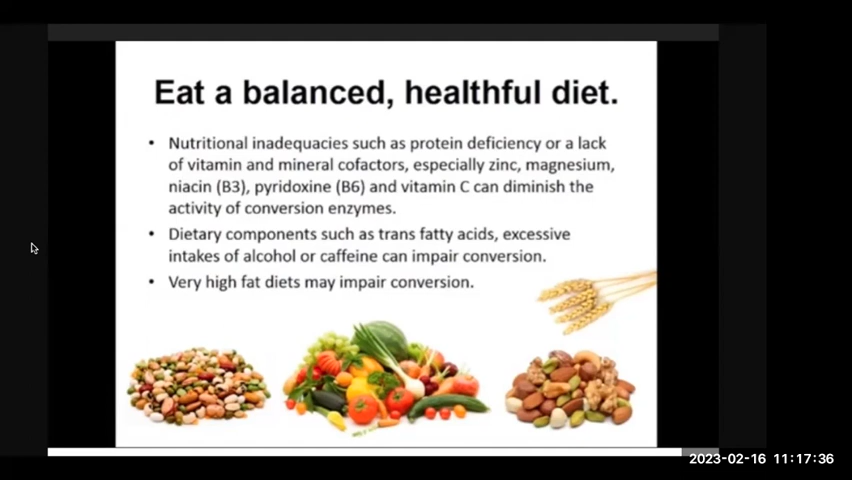 Eat a balanced, healthful diet.
• Nutritional inadequacies such as protein deficiency or a lack
of vitamin and mineral cofactors, especially zinc, magnesium,
niacin (B3), pyridoxine (B6) and vitamin C can diminish the
activity of conversion enzymes.
• Dietary components such as trans fatty acids, excessive
intakes of alcohol or caffeine can impair conversion.
• Very high fat diets may impair conversion.
2023-02-16 11:17:36